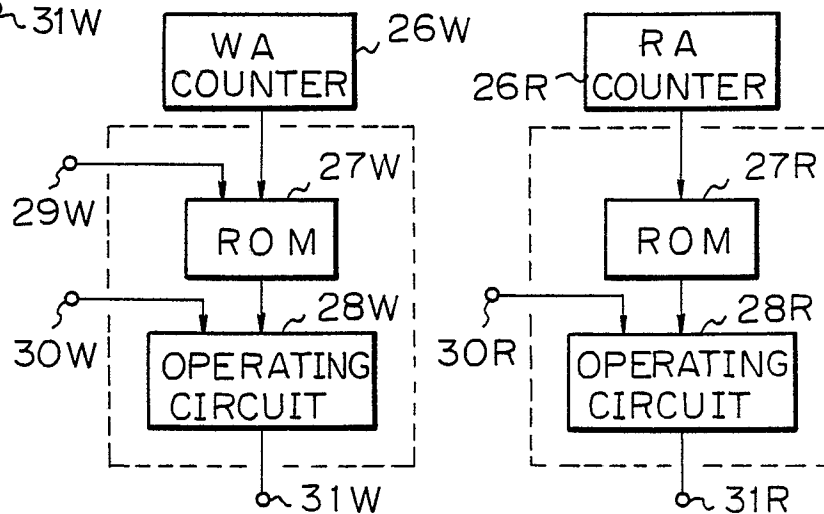 31W
WA
COUNTER
26W
RA
COUNTER
26R
27W
27R
29W
ROM
ROM
28W
28R
30W
30R
OPERATING
CIRCUIT
OPERATING
CIRCUIT
31W
31R